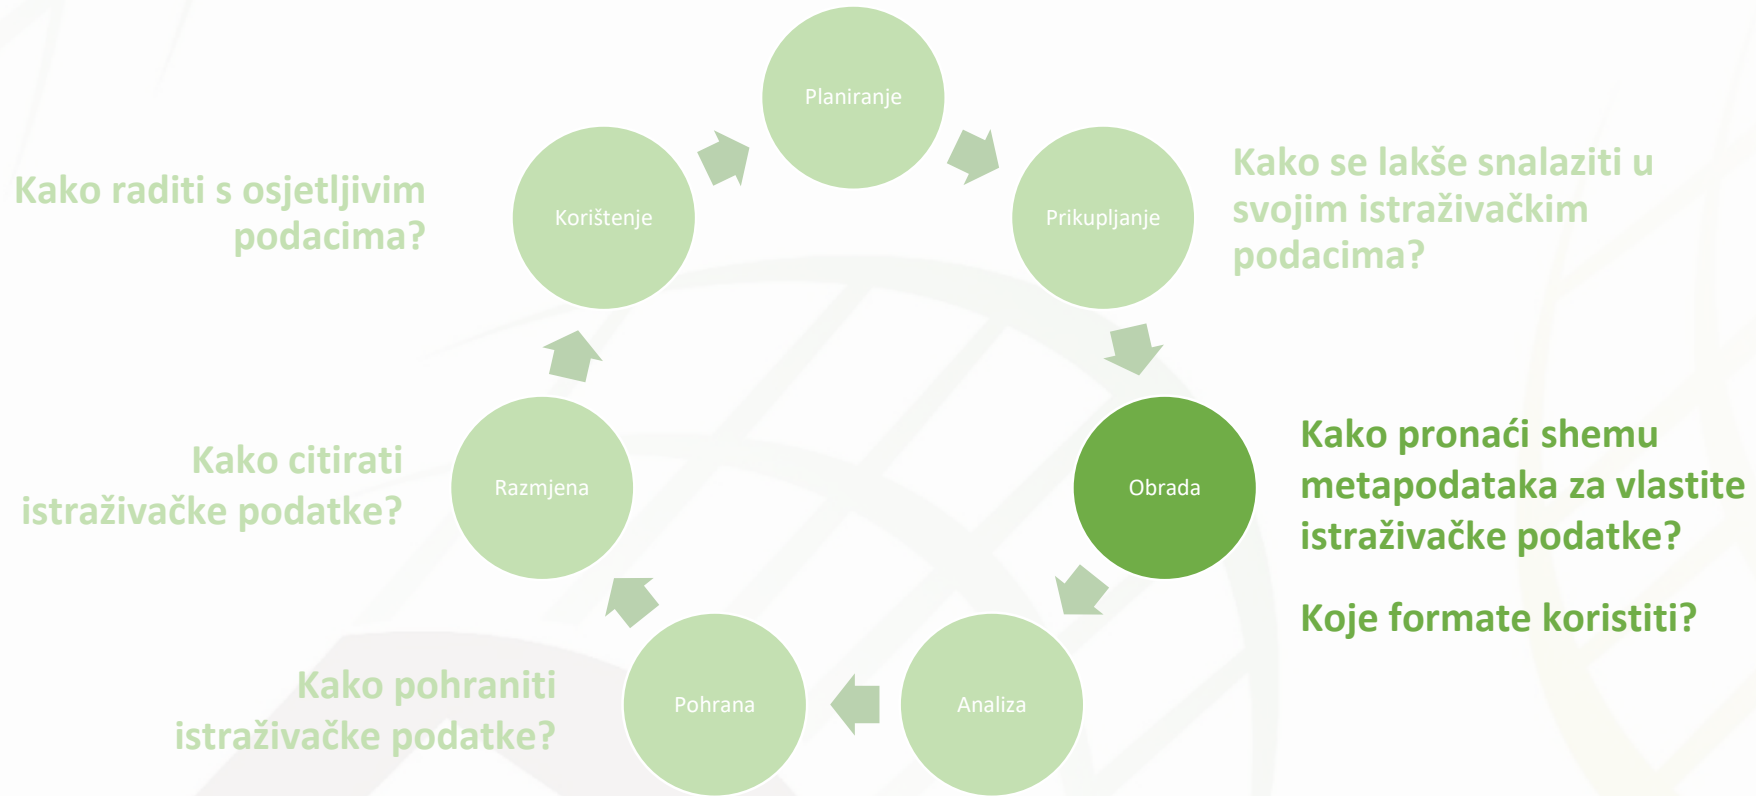 Planiranje
Prikupljanje
Kako se lakše snalaziti u
svojim istraživačkim
podacima?
Obrada
Kako pronaći shemu
metapodataka za vlastite
istraživačke podatke?
Koje formate koristiti?
Analiza
Pohrana
Kako pohraniti
istraživačke podatke?
Razmjena
Kako citirati
istraživačke podatke?
Korištenje
Kako raditi s osjetljivim
podacima?